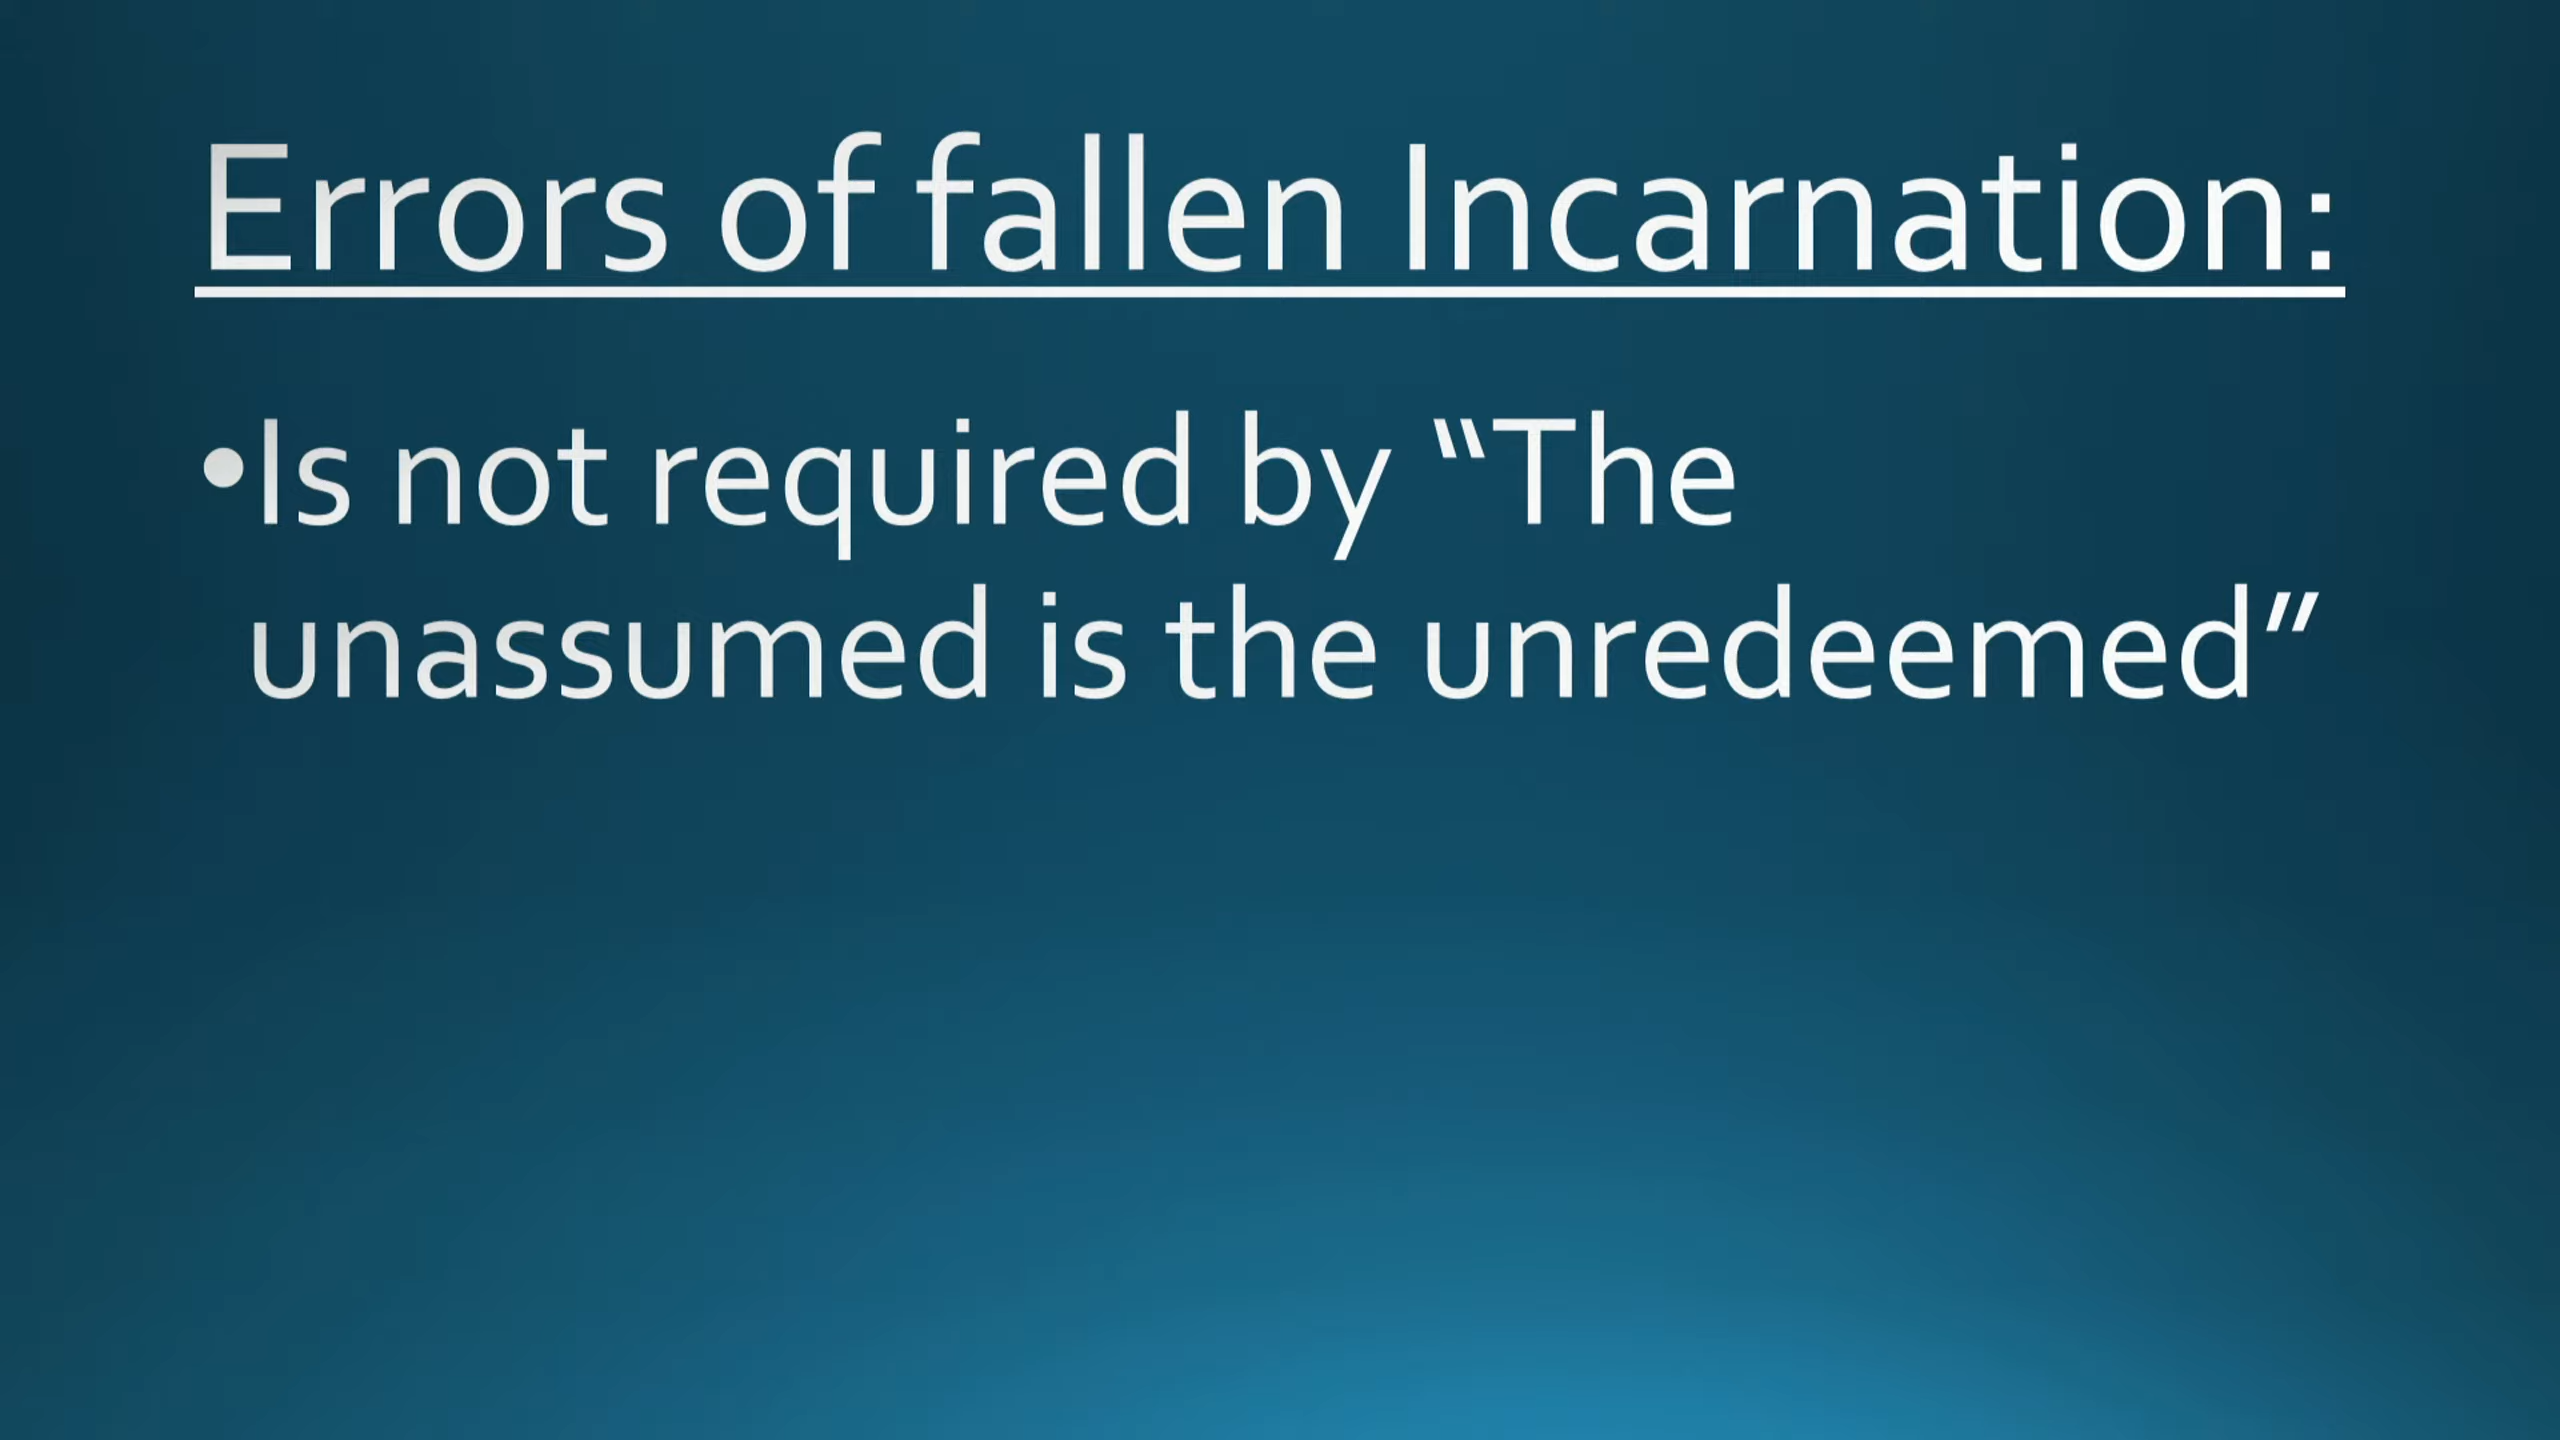 Errors of fallen Incarnation:
•Is not required by “The
unassumed is the unredeemed”